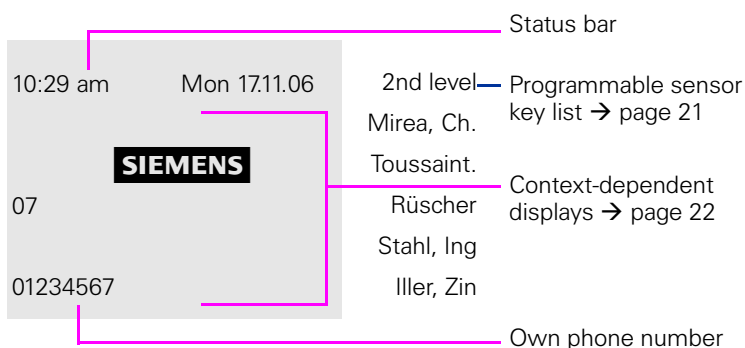 Status bar
10:29 am Mon 17.11.06 2nd level
Programmable sensor
key list → page 21
Mirea, Ch.
SIEMENS
Toussaint.
Context-dependent
displays → page 22
07
Rüscher
Stahl, Ing
01234567
Iller, Zin
Own phone number